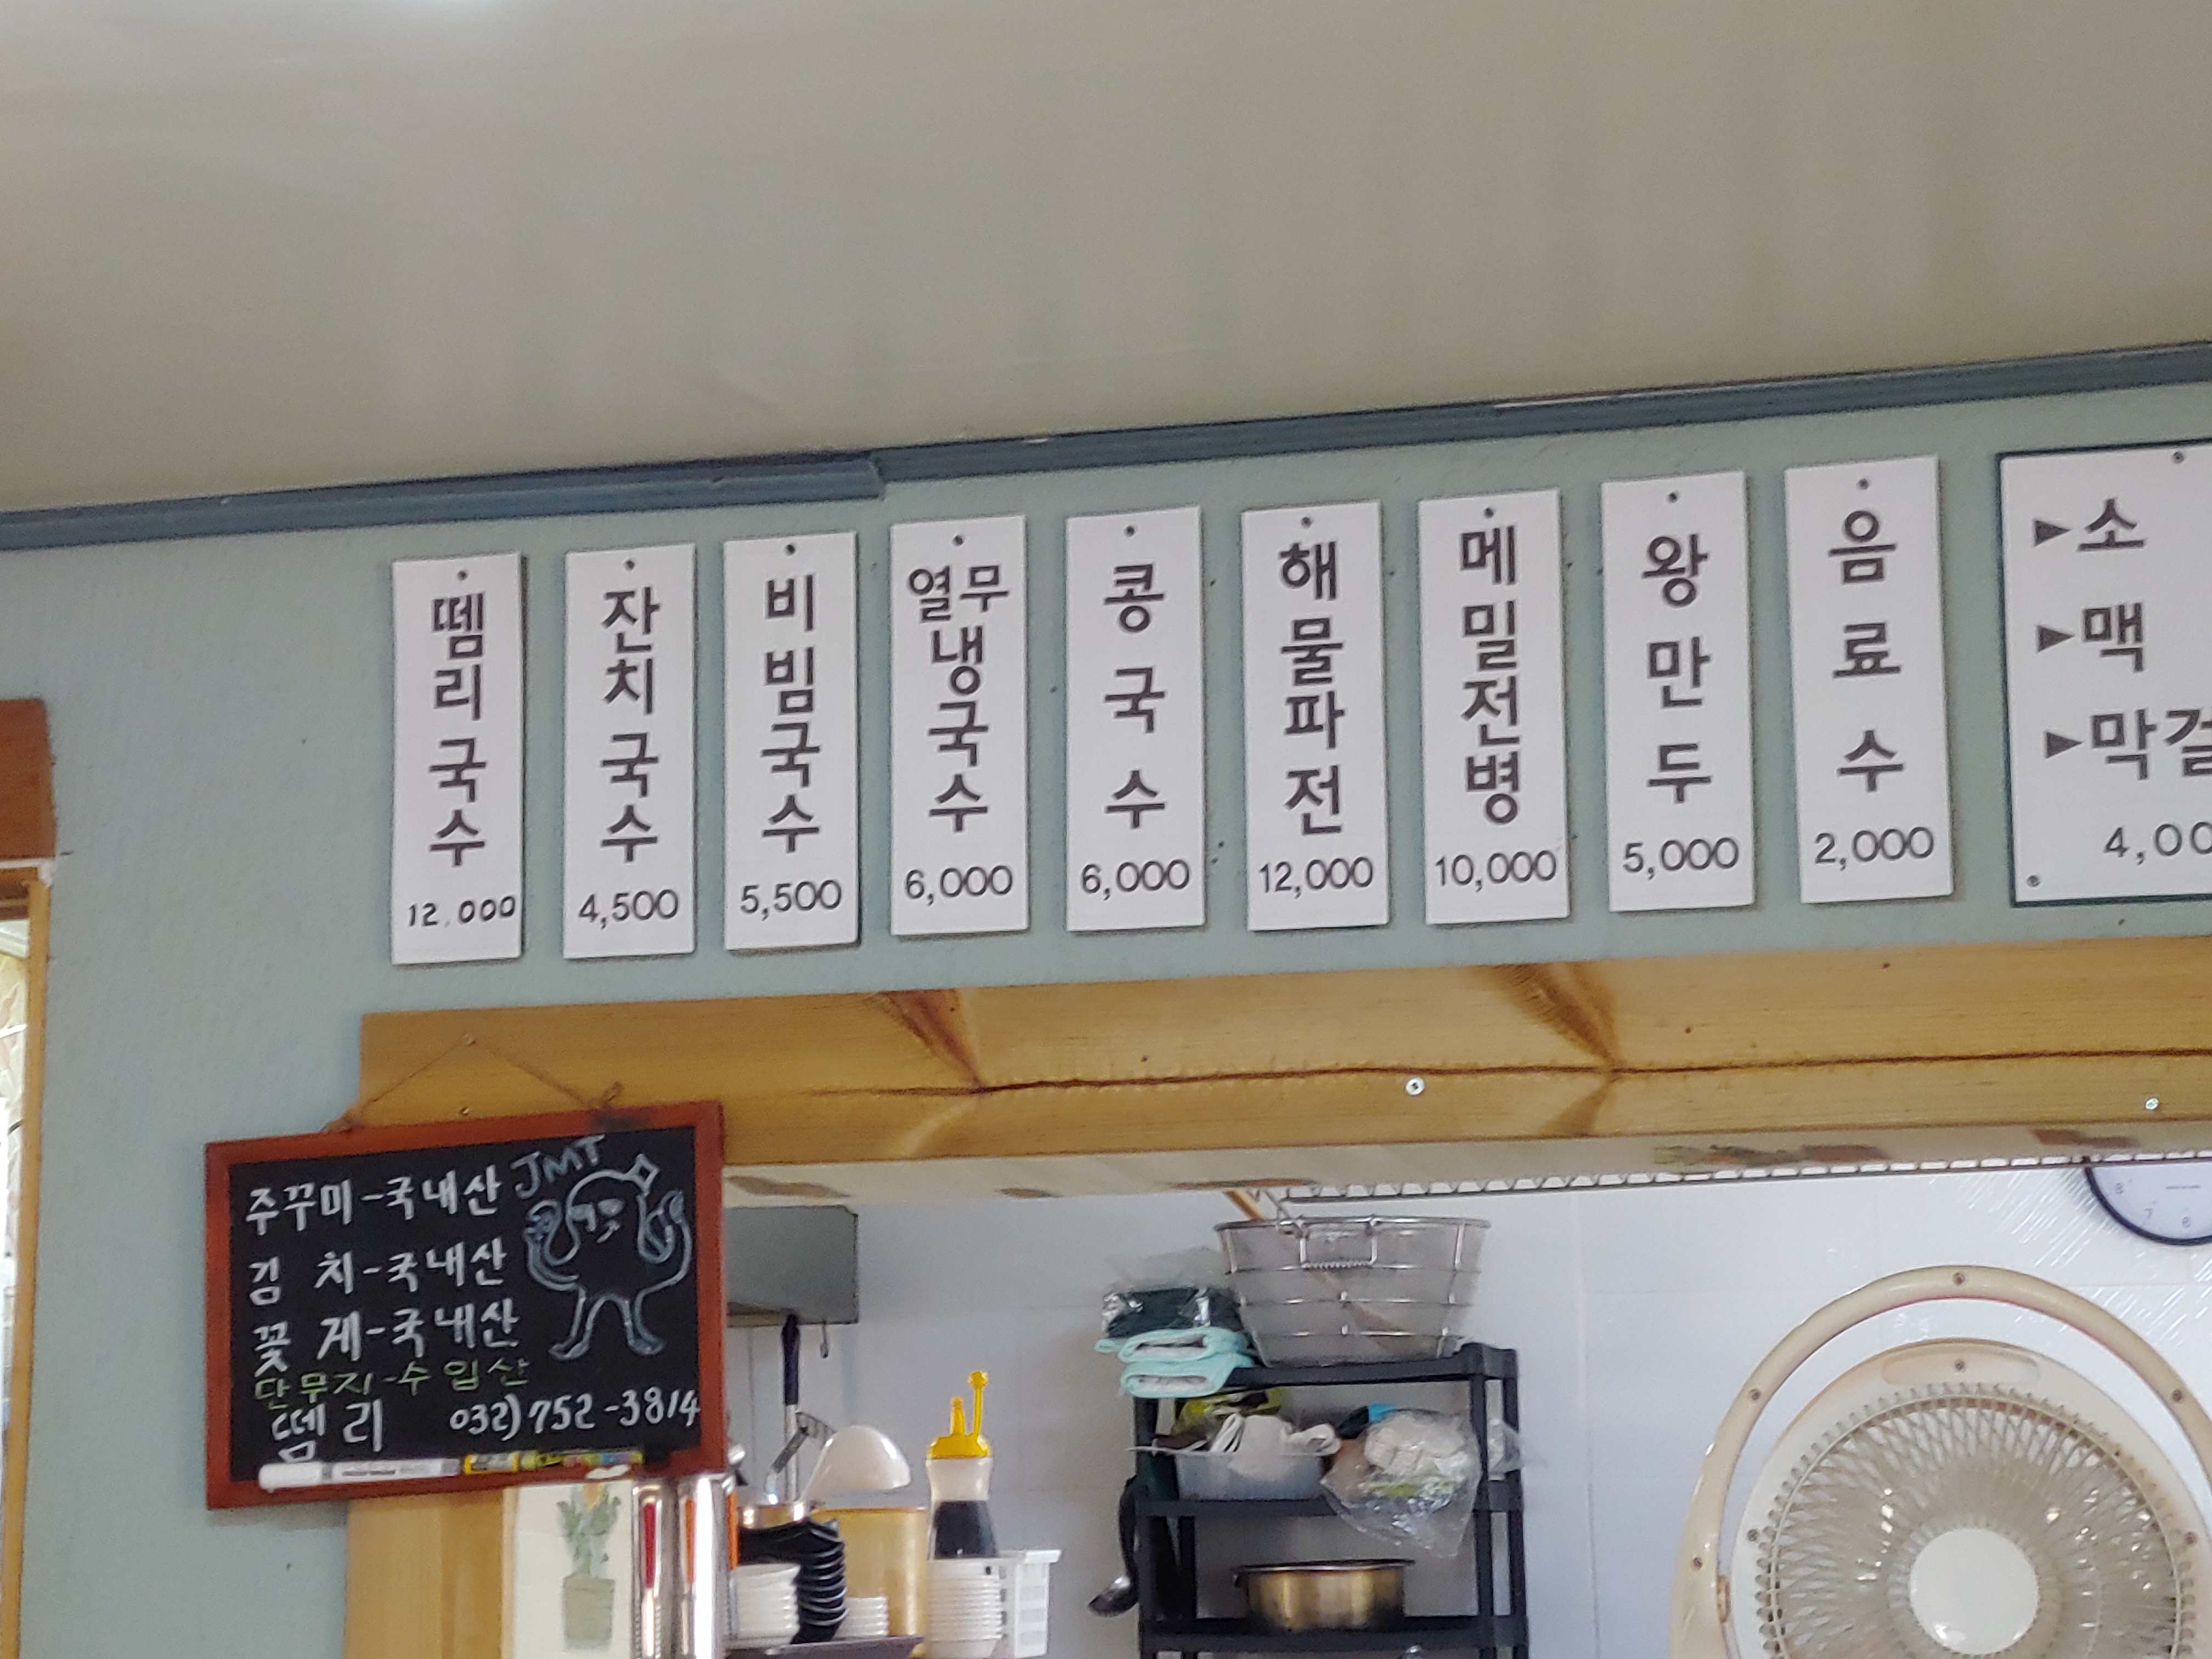 뗌리국수
12.000
잔치국수
4,500
비빔국수
5,500
열무냉국수
6,000
콩국수
6,000
해물파전
12,000
메밀전병
10,000
왕만두
5,000
음료수
2,000
▶소
▶맥
▶막걸
4,00
JMT
주꾸미-국내산
김 치-국내산
꽃 게-국내산
단무지-수입산
뗌리 032)752-3814